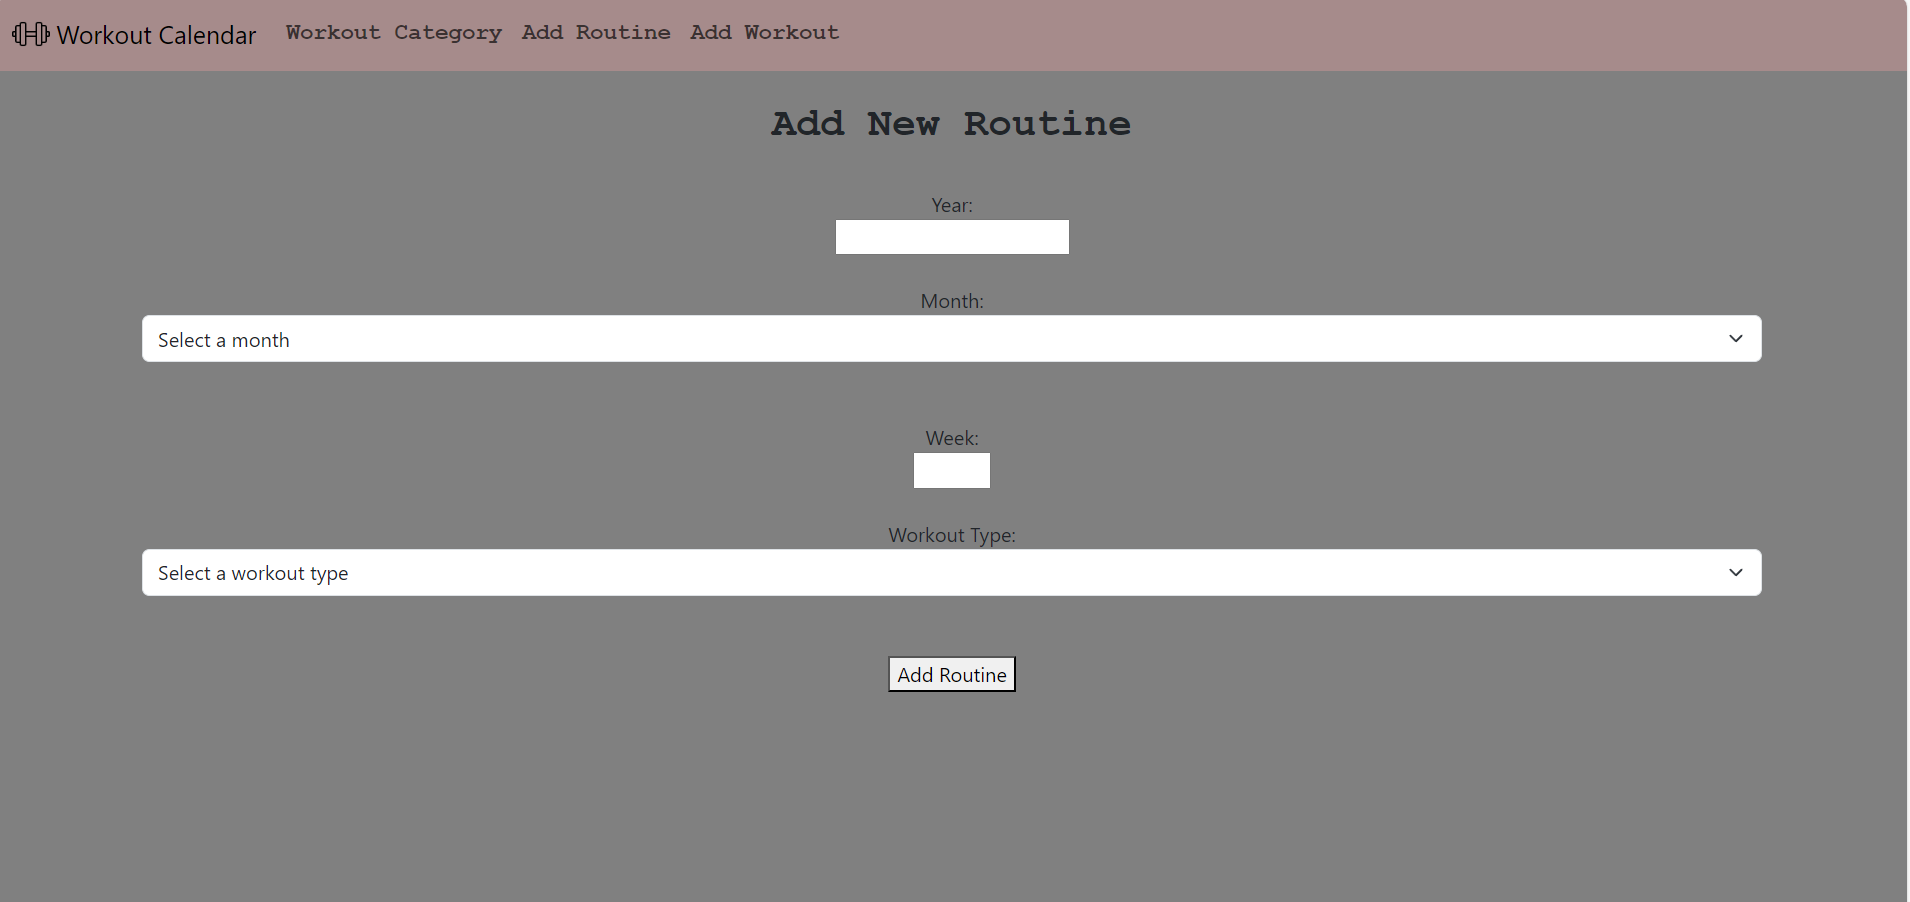 Workout Calendar Workout Category Add Routine Add Workout
Add New Routine
Year:
Month:
Select a month
Week:
Workout Type:
Select a workout type
Add Routine